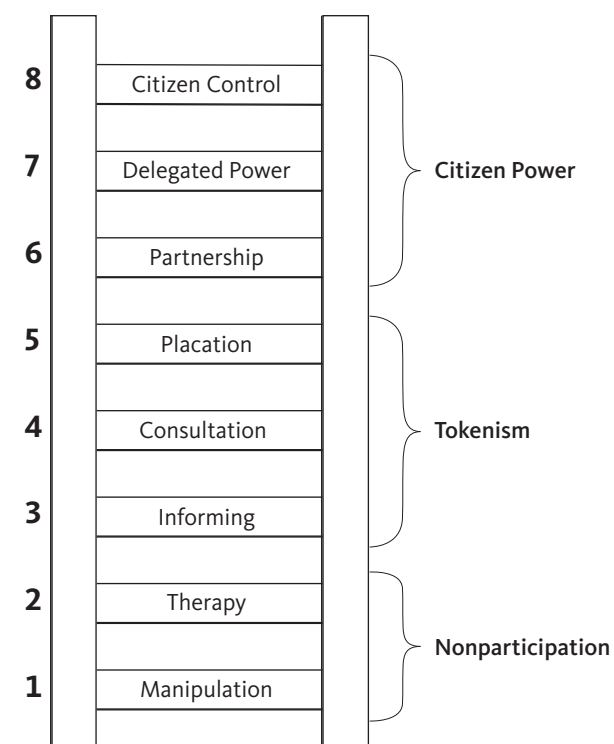 8 Citizen Control
7 Delegated Power
Citizen Power
6 Partnership
5 Placation
4 Consultation
Tokenism
3 Informing
2 Therapy
Nonparticipation
1 Manipulation